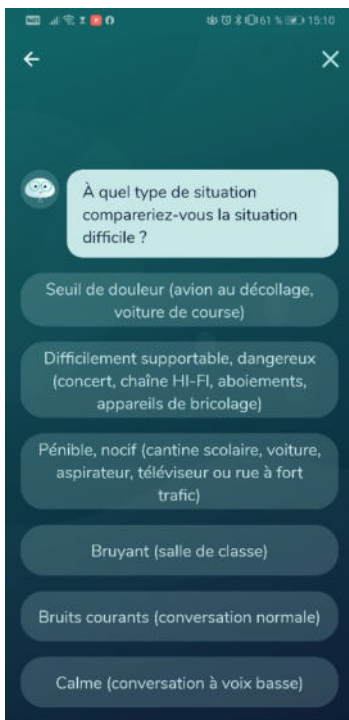 61 % 15:10
À quel type de situation
compareriez-vous la situation
difficile ?
Seuil de douleur (avion au décollage,
voiture de course)
Difficilement supportable, dangereux
(concert, chaîne HI-FI, aboiements,
appareils de bricolage)
Pénible, nocif (cantine scolaire, voiture,
aspirateur, téléviseur ou rue à fort
trafic)
Bruyant (salle de classe)
Bruits courants (conversation normale)
Calme (conversation à voix basse)